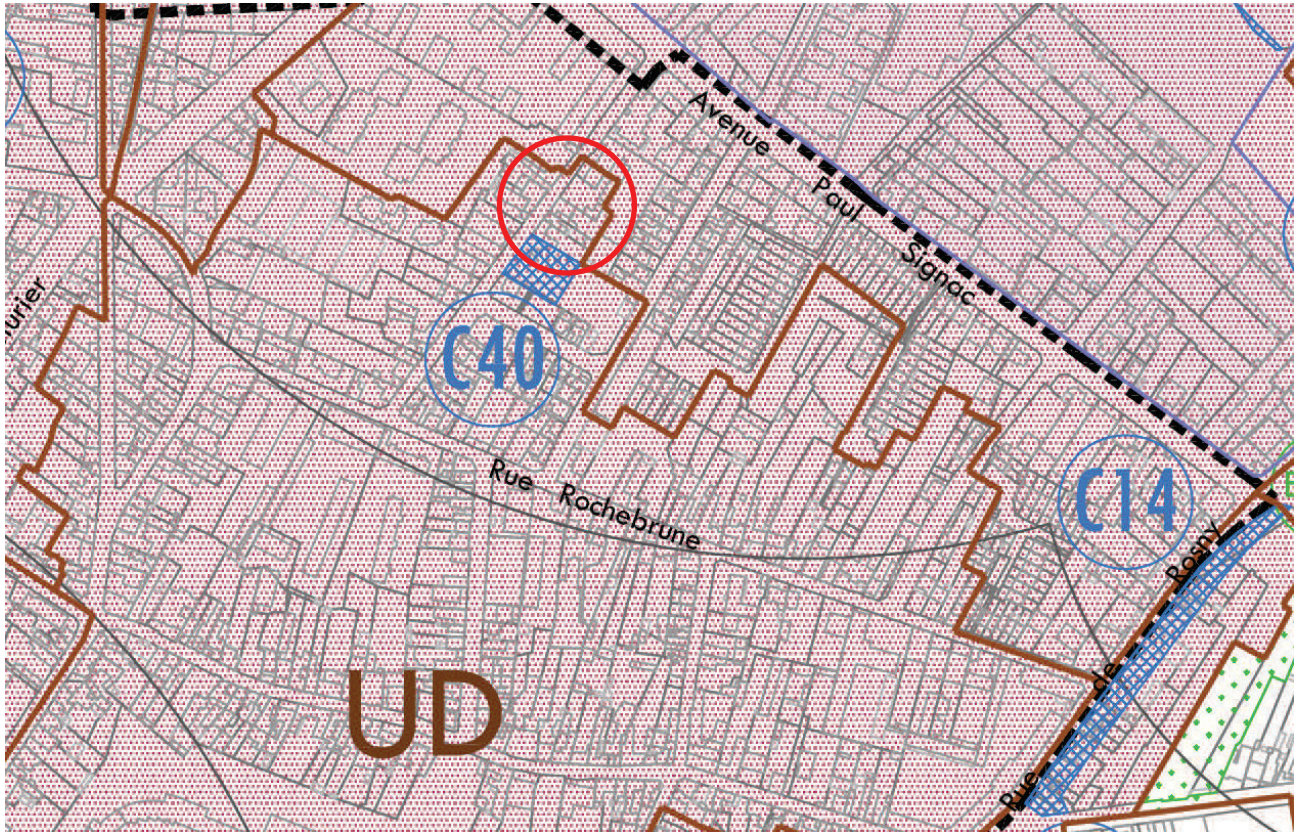 Avenue Paul Signac
urier
C40
Rue Rochebrune
C14
Rue de Rosny
UD